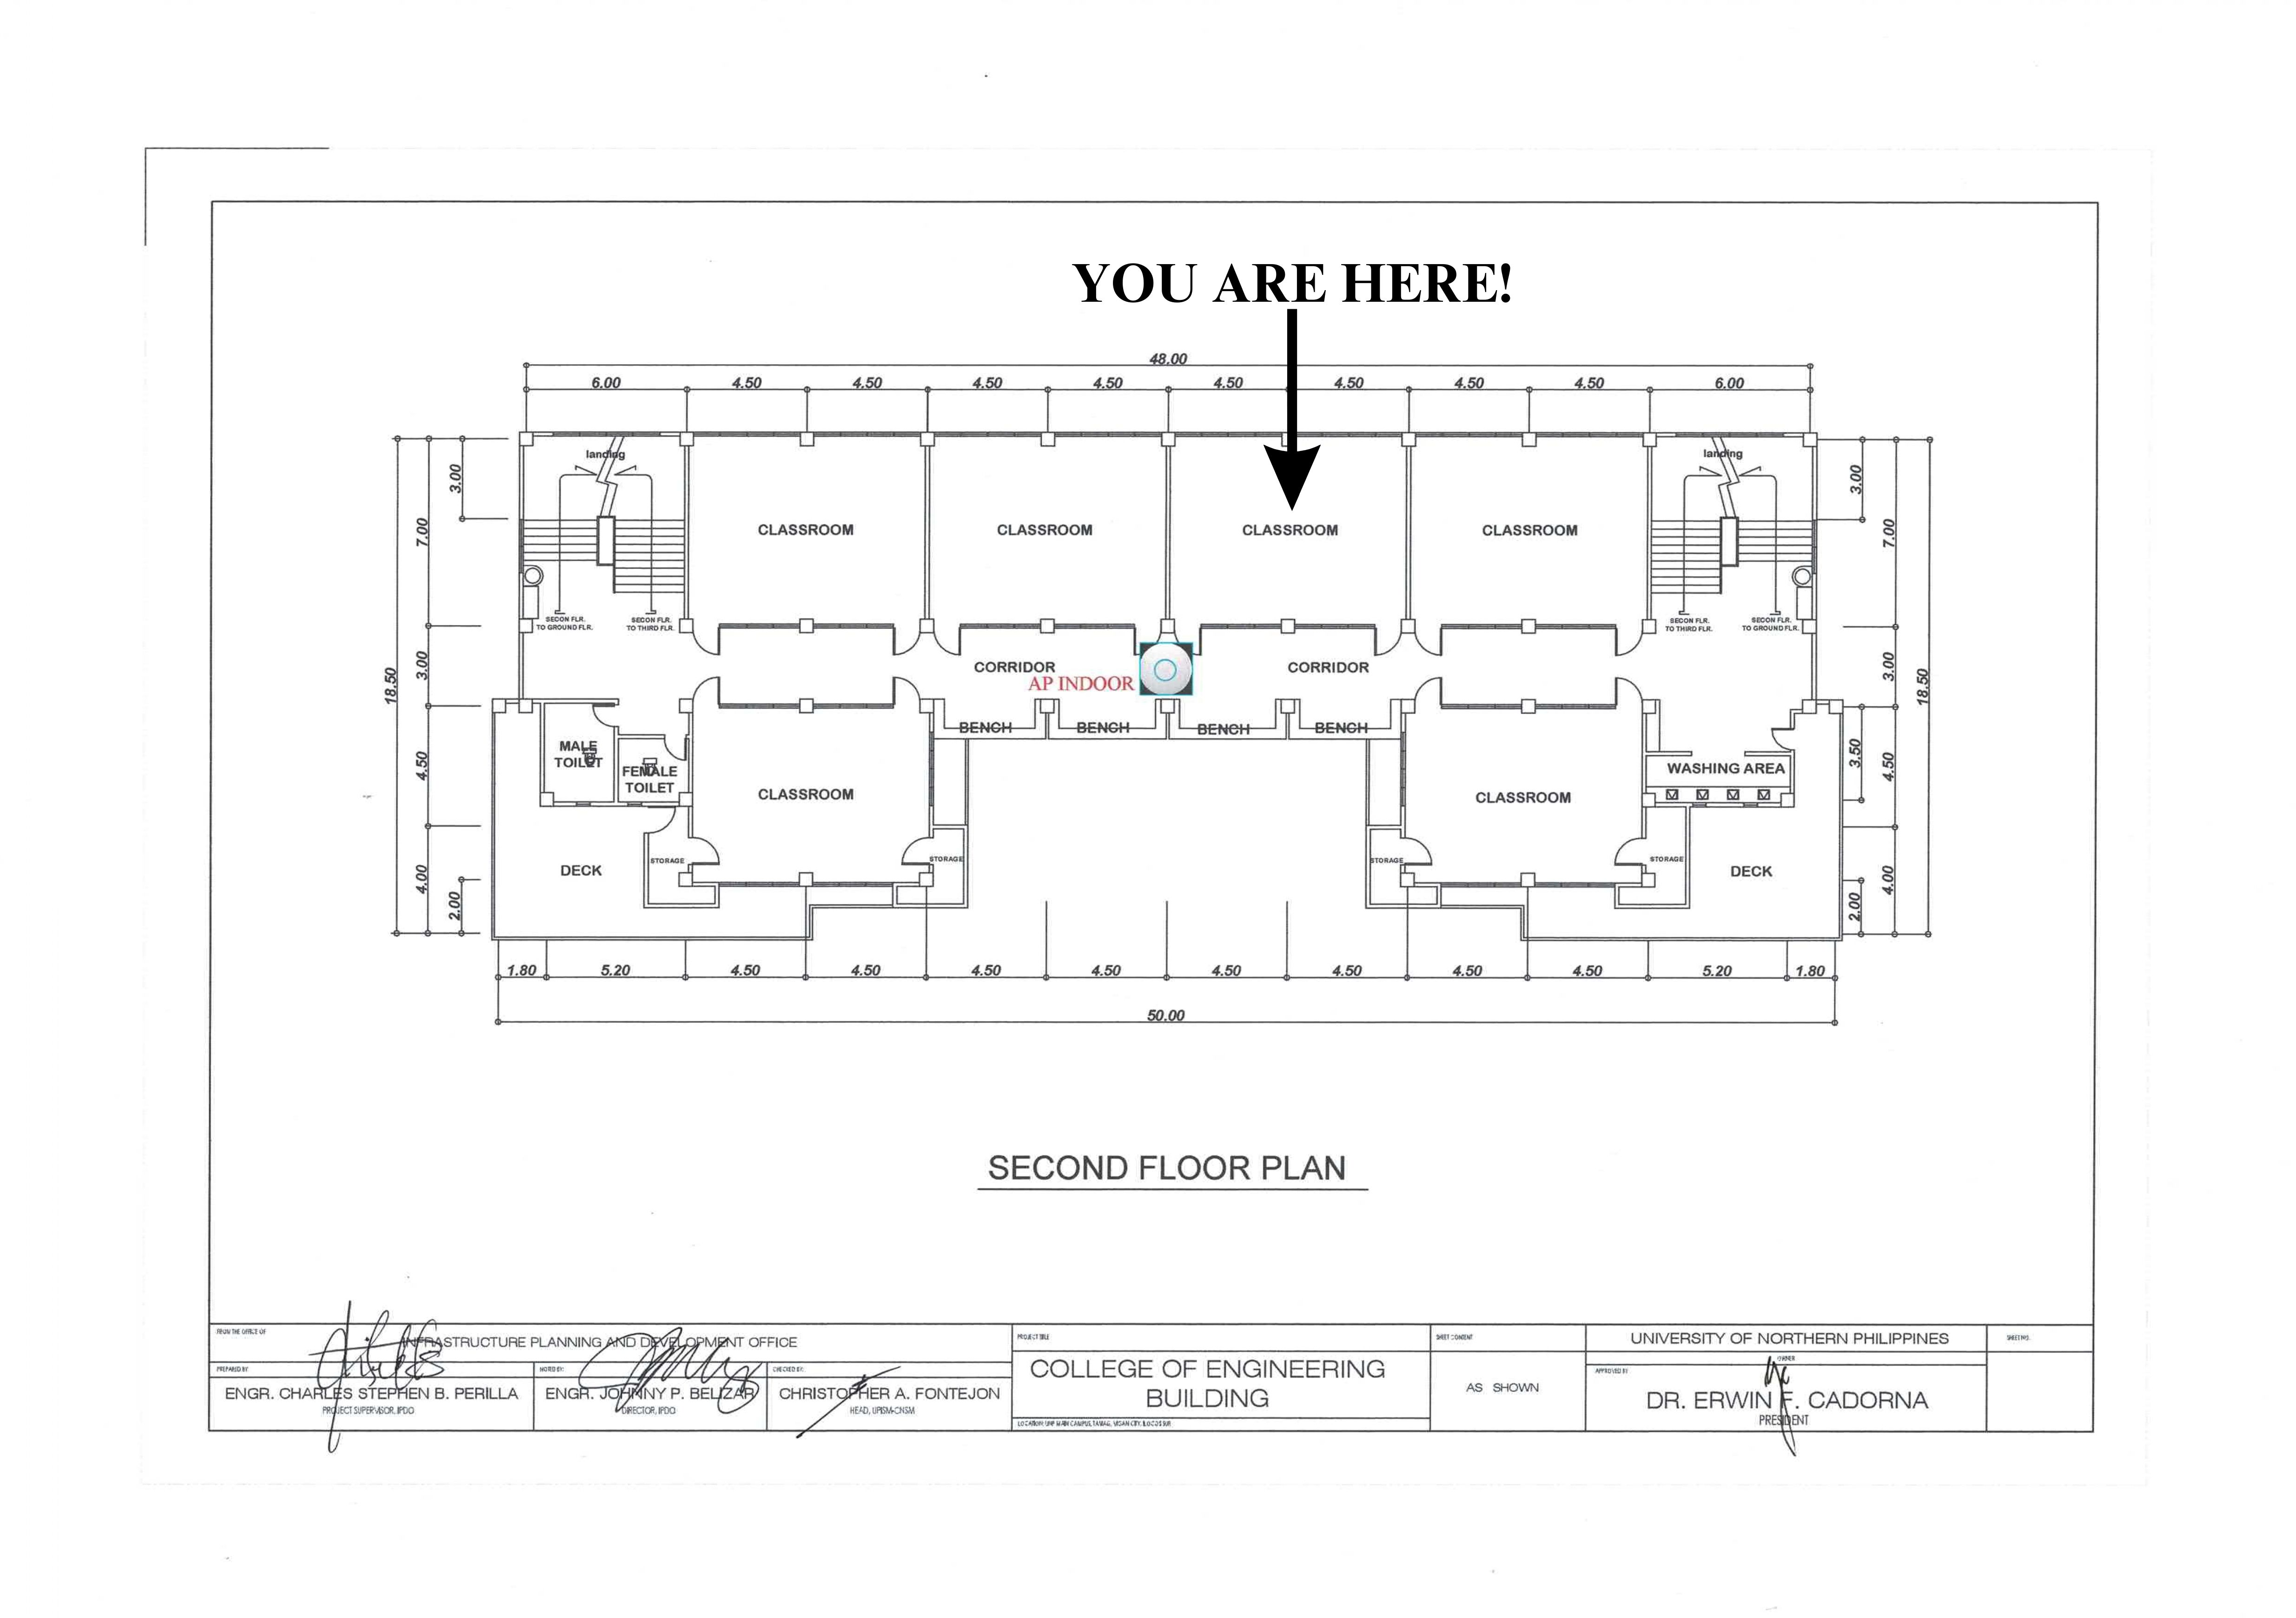 YOU ARE HERE!
48.00
6.00 4.50 4.50 4.50 4.50 4.50 4.50 4.50 4.50 6.00
landing
landing
3.00
3.00
7.00
7.00
CLASSROOM CLASSROOM CLASSROOM CLASSROOM
SECON FLR.
TO GROUND FLR.
SECON FLR.
TO THIRD FLR.
SECON FLR.
TO THIRD FLR.
SECON FLR.
TO GROUND FLR.
18.50
3.00
CORRIDOR
AP INDOOR
CORRIDOR
3.00
18.50
BENCH BENCH BENCH BENCH
MALE
TOILET
FEMALE
TOILET
4.50
CLASSROOM
CLASSROOM
WASHING AREA
3.50
4.50
STORAGE
STORAGE
STORAGE
STORAGE
DECK
DECK
4.00
2.00
2.00
4.00
1.80 5.20 4.50 4.50 4.50 4.50 4.50 4.50 4.50 4.50 5.20 1.80
50.00
SECOND FLOOR PLAN
FROM THE OFFICE OF
INFRASTRUCTURE PLANNING AND DEVELOPMENT OFFICE
PREPARED BY
ENGR. CHARLES STEPHEN B. PERILLA
PROJECT SUPERVISOR, IPDO
NOTED BY:
ENGR. JOHNNY P. BELIZAR
DIRECTOR, IPDO
CHECKED BY:
CHRISTOPHER A. FONTEJON
HEAD, UPISM-CNSM
PROJECT TITLE
COLLEGE OF ENGINEERING
BUILDING
LOCATION: UNP MAIN CAMPUS, TAMAG, VIGAN CITY, ILOCOS SUR
SHEET CONTENT
AS SHOWN
UNIVERSITY OF NORTHERN PHILIPPINES
OWNER
APPROVED BY
DR. ERWIN F. CADORNA
PRESIDENT
SHEET NO.